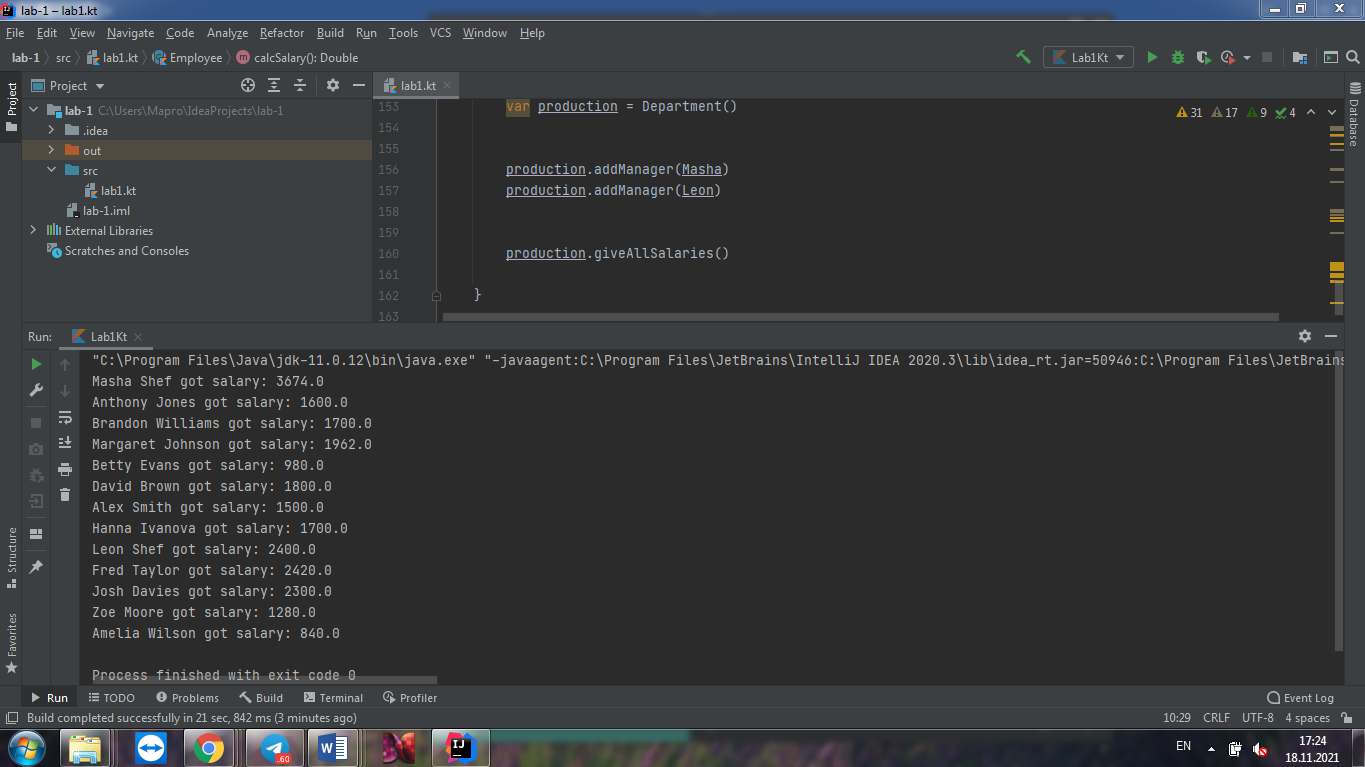 lab-1 – lab1.kt
File Edit View Navigate Code Analyze Refactor Build Run Tools VCS Window Help
lab-1 src lab1.kt Employee calcSalary(): Double Lab1Kt
Project lab1.kt
Project
Database
lab-1 C:\Users\Mapro\IdeaProjects\lab-1
.idea
out
src
lab1.kt
lab-1.iml
External Libraries
Scratches and Consoles
31 17 9 4
153 var production = Department()
154
155
156 production.addManager(Masha)
157 production.addManager(Leon)
158
159
160 production.giveAllSalaries()
161
162 }
163
Run: Lab1Kt
"C:\Program Files\Java\jdk-11.0.12\bin\java.exe" "-javaagent:C:\Program Files\JetBrains\IntelliJ IDEA 2020.3\lib\idea_rt.jar=50946:C:\Program Files\JetBrains
Masha Shef got salary: 3674.0
Anthony Jones got salary: 1600.0
Brandon Williams got salary: 1700.0
Margaret Johnson got salary: 1962.0
Betty Evans got salary: 980.0
David Brown got salary: 1800.0
Alex Smith got salary: 1500.0
Hanna Ivanova got salary: 1700.0
Leon Shef got salary: 2400.0
Fred Taylor got salary: 2420.0
Josh Davies got salary: 2300.0
Zoe Moore got salary: 1280.0
Amelia Wilson got salary: 840.0
Process finished with exit code 0
Structure
Favorites
Run TODO Problems Build Terminal Profiler Event Log
Build completed successfully in 21 sec, 842 ms (3 minutes ago) 10:29 CRLF UTF-8 4 spaces
.60
W
IJ
EN
17:24
18.11.2021